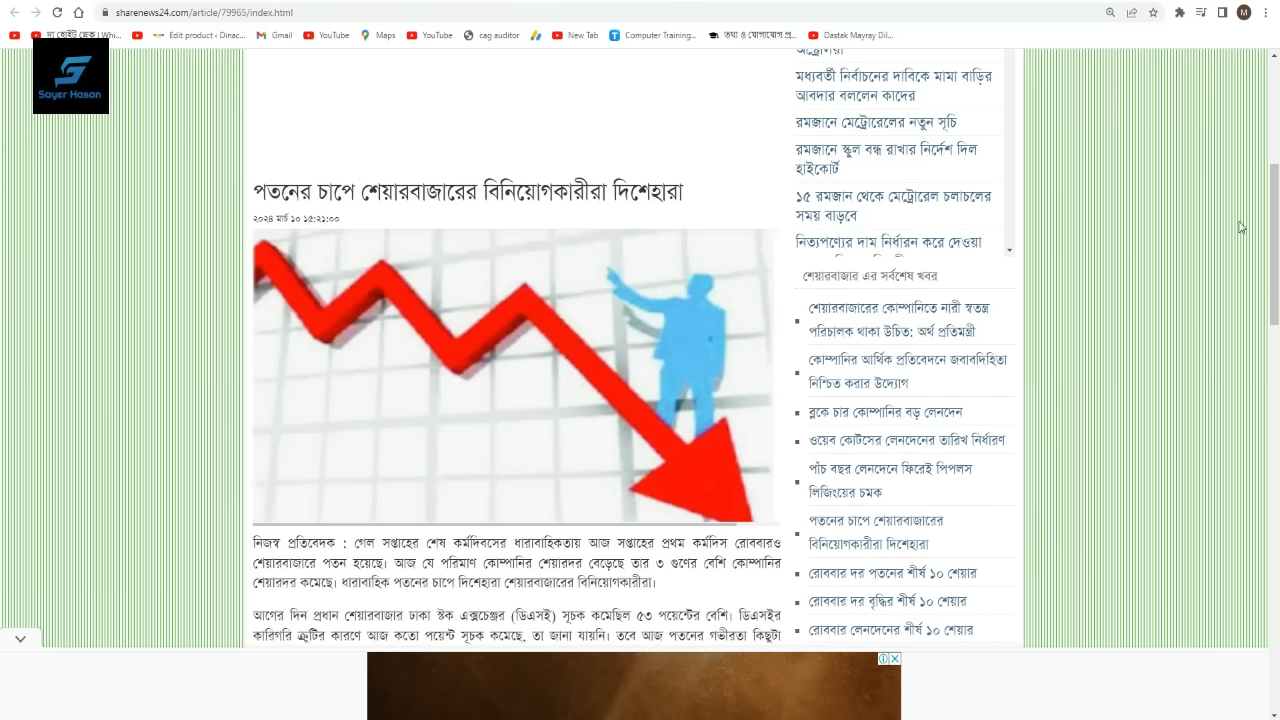 sharenews24.com/article/79965/index.html
M
দ্য হোইট স্নেক | Whi...
Edit product ‹ Dinac...
Gmail
YouTube
Maps
YouTube
cag auditor
New Tab
Computer Training...
তথ্য ও যোগাযোগ প্র...
Dastak Mayray Dil...
Sayer Hasan
মধ্যবর্তী নির্বাচনের দাবিকে মামা বাড়ির
আবদার বললেন কাদের
রমজানে মেট্রোরেলের নতুন সূচি
রমজানে স্কুল বন্ধ রাখার নির্দেশ দিল
হাইকোর্ট
১৫ রমজান থেকে মেট্রোরেল চলাচলের
সময় বাড়বে
নিত্যপণ্যের দাম নির্ধারন করে দেওয়া
পতনের চাপে শেয়ারবাজারের বিনিয়োগকারীরা দিশেহারা
২০২৪ মার্চ ১০ ১৫:২১:০০
নিজস্ব প্রতিবেদক : গেল সপ্তাহের শেষ কর্মদিবসের ধারাবাহিকতায় আজ সপ্তাহের প্রথম কর্মদিস রোববারও
শেয়ারবাজারে পতন হয়েছে। আজ যে পরিমাণ কোম্পানির শেয়ারদর বেড়েছে তার ৩ গুণের বেশি কোম্পানির
শেয়ারদর কমেছে। ধারাবাহিক পতনের চাপে দিশেহারা শেয়ারবাজারের বিনিয়োগকারীরা।
আগের দিন প্রধান শেয়ারবাজার ঢাকা স্টক এক্সচেঞ্জের (ডিএসই) সূচক কমেছিল ৫৩ পয়েন্টের বেশি। ডিএসইর
কারিগরি ত্রুটির কারণে আজ কতো পয়েন্ট সূচক কমেছে, তা জানা যায়নি। তবে আজ পতনের গভীরতা কিছুটা
শেয়ারবাজার এর সর্বশেষ খবর
শেয়ারবাজারের কোম্পানিতে নারী স্বতন্ত্র
পরিচালক থাকা উচিত: অর্থ প্রতিমন্ত্রী
কোম্পানির আর্থিক প্রতিবেদনে জবাবদিহিতা
নিশ্চিত করার উদ্যোগ
ব্লকে চার কোম্পানির বড় লেনদেন
ওয়েব কোটসের লেনদেনের তারিখ নির্ধারণ
পাঁচ বছর লেনদেনে ফিরেই পিপলস
লিজিংয়ের চমক
পতনের চাপে শেয়ারবাজারের
বিনিয়োগকারীরা দিশেহারা
রোববার দর পতনের শীর্ষ ১০ শেয়ার
রোববার দর বৃদ্ধির শীর্ষ ১০ শেয়ার
রোববার লেনদেনের শীর্ষ ১০ শেয়ার